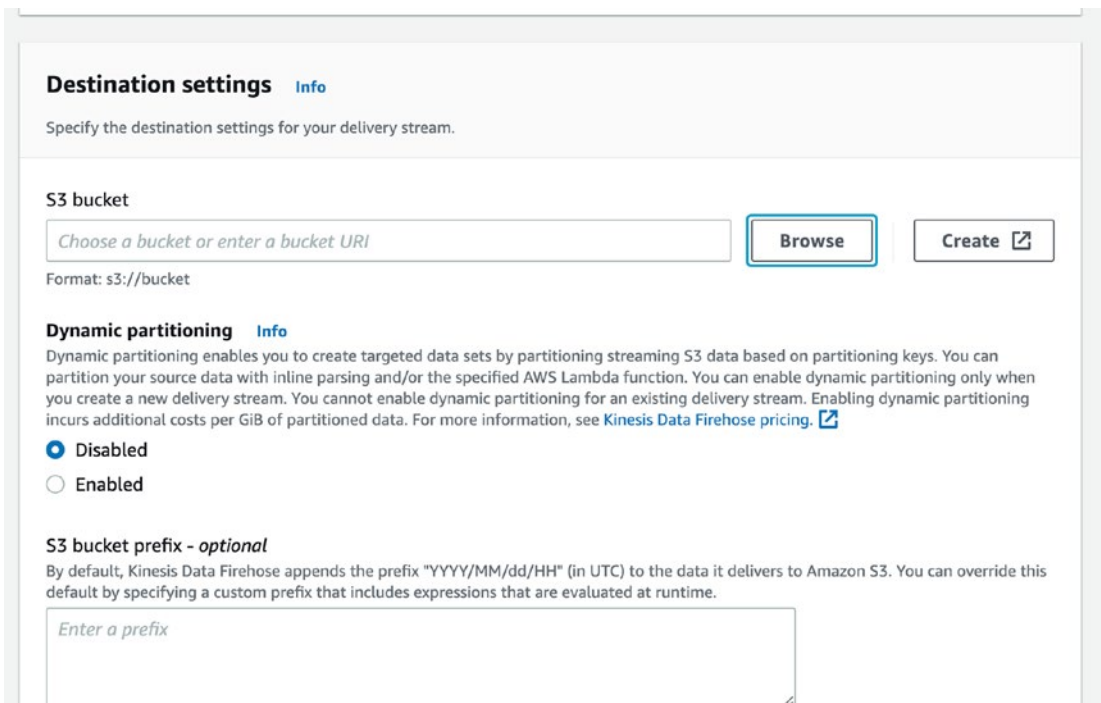 Destination settings Info
Specify the destination settings for your delivery stream.
S3 bucket
Choose a bucket or enter a bucket URI
Browse
Create
Format: s3://bucket
Dynamic partitioning Info
Dynamic partitioning enables you to create targeted data sets by partitioning streaming S3 data based on partitioning keys. You can
partition your source data with inline parsing and/or the specified AWS Lambda function. You can enable dynamic partitioning only when
you create a new delivery stream. You cannot enable dynamic partitioning for an existing delivery stream. Enabling dynamic partitioning
incurs additional costs per GiB of partitioned data. For more information, see Kinesis Data Firehose pricing.
Disabled
Enabled
S3 bucket prefix - optional
By default, Kinesis Data Firehose appends the prefix "YYYY/MM/dd/HH" (in UTC) to the data it delivers to Amazon S3. You can override this
default by specifying a custom prefix that includes expressions that are evaluated at runtime.
Enter a prefix